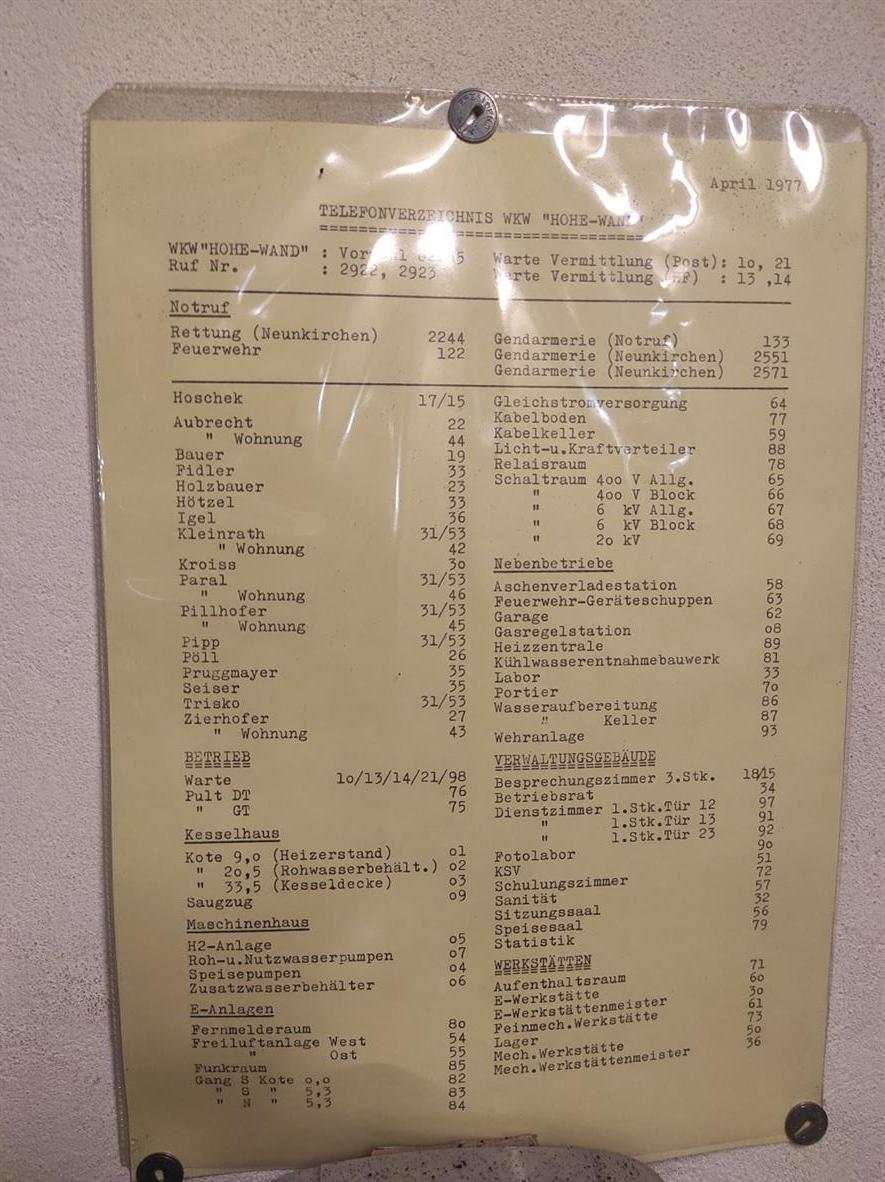 April 1977
TELEFONVERZEICHNIS WKW "HOHE-WAND"
WKW"HOHE-WAND" :
Ruf Nr. : 2922, 2923
Warte Vermittlung (Post): 1o, 21
Warte Vermittlung (HF) : 13 ,14
Notruf
Rettung (Neunkirchen) 2244
Feuerwehr 122
Gendarmerie (Notruf) 133
Gendarmerie (Neunkirchen) 2551
Gendarmerie (Neunkirchen) 2571
Hoschek 17/15
Aubrecht 22
" Wohnung 44
Bauer 19
Fidler 33
Holzbauer 23
Hötzel 33
Igel 36
Kleinrath 31/53
" Wohnung 42
Kroiss 3o
Paral 31/53
" Wohnung 46
Pillhofer 31/53
" Wohnung 45
Pipp 31/53
Pöll 26
Pruggmayer 35
Seiser 35
Trisko 31/53
Zierhofer 27
" Wohnung 43
BETRIEB
Warte 1o/13/14/21/98
Pult DT 76
" GT 75
Kesselhaus
Kote 9,o (Heizerstand) o1
" 2o,5 (Rohwasserbehält.) o2
" 33,5 (Kesseldecke) o3
Saugzug o9
Maschinenhaus
H2-Anlage o5
Roh-u.Nutzwasserpumpen o7
Speisepumpen o4
Zusatzwasserbehälter o6
E-Anlagen
Fernmelderaum 8o
Freiluftanlage West 54
" Ost 55
Funkraum 85
Gang S Kote o,o 82
" S " 5,3 83
" N " 5,3 84
Gleichstromversorgung 64
Kabelboden 77
Kabelkeller 59
Licht-u.Kraftverteiler 88
Relaisraum 78
Schaltraum 4oo V Allg. 65
" 4oo V Block 66
" 6 kV Allg. 67
" 6 kV Block 68
" 2o kV 69
Nebenbetriebe
Aschenverladestation 58
Feuerwehr-Geräteschuppen 63
Garage 62
Gasregelstation o8
Heizzentrale 89
Kühlwasserentnahmebauwerk 81
Labor 33
Portier 7o
Wasseraufbereitung 86
" Keller 87
Wehranlage 93
VERWALTUNGSGEBÄUDE
Besprechungszimmer 3.Stk. 18/15
Betriebsrat 34
Dienstzimmer 1.Stk.Tür 12 97
" 1.Stk.Tür 13 91
" 1.Stk.Tür 23 92
Fotolabor 9o
KSV 51
Schulungszimmer 72
Sanität 57
Sitzungssaal 32
Speisesaal 56
Statistik 79
WERKSTÄTTEN
Aufenthaltsraum 71
E-Werkstätte 6o
E-Werkstättenmeister 3o
Feinmech.Werkstätte 61
Lager 73
Mech.Werkstätte 5o
Mech.Werkstättenmeister 36